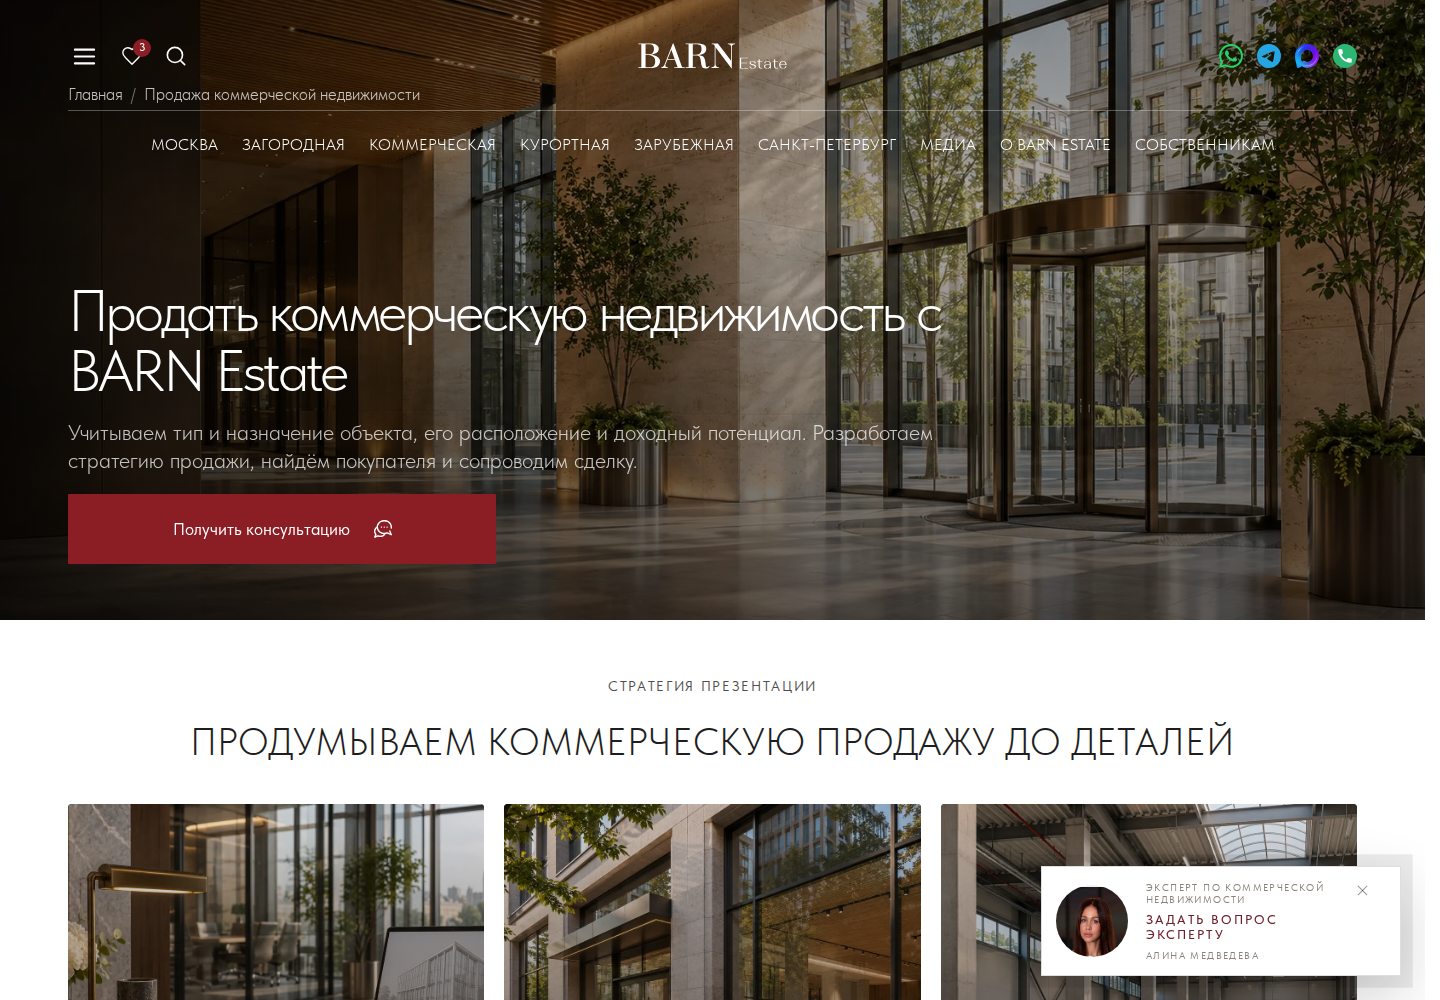 3
BARN Estate
Главная / Продажа коммерческой недвижимости
МОСКВА ЗАГОРОДНАЯ КОММЕРЧЕСКАЯ КУРОРТНАЯ ЗАРУБЕЖНАЯ САНКТ-ПЕТЕРБУРГ МЕДИА О BARN ESTATE СОБСТВЕННИКАМ
Продать коммерческую недвижимость с
BARN Estate
Учитываем тип и назначение объекта, его расположение и доходный потенциал. Разработаем
стратегию продажи, найдём покупателя и сопроводим сделку.
Получить консультацию
СТРАТЕГИЯ ПРЕЗЕНТАЦИИ
ПРОДУМЫВАЕМ КОММЕРЧЕСКУЮ ПРОДАЖУ ДО ДЕТАЛЕЙ
ЭКСПЕРТ ПО КОММЕРЧЕСКОЙ
НЕДВИЖИМОСТИ
ЗАДАТЬ ВОПРОС
ЭКСПЕРТУ
АЛИНА МЕДВЕДЕВА